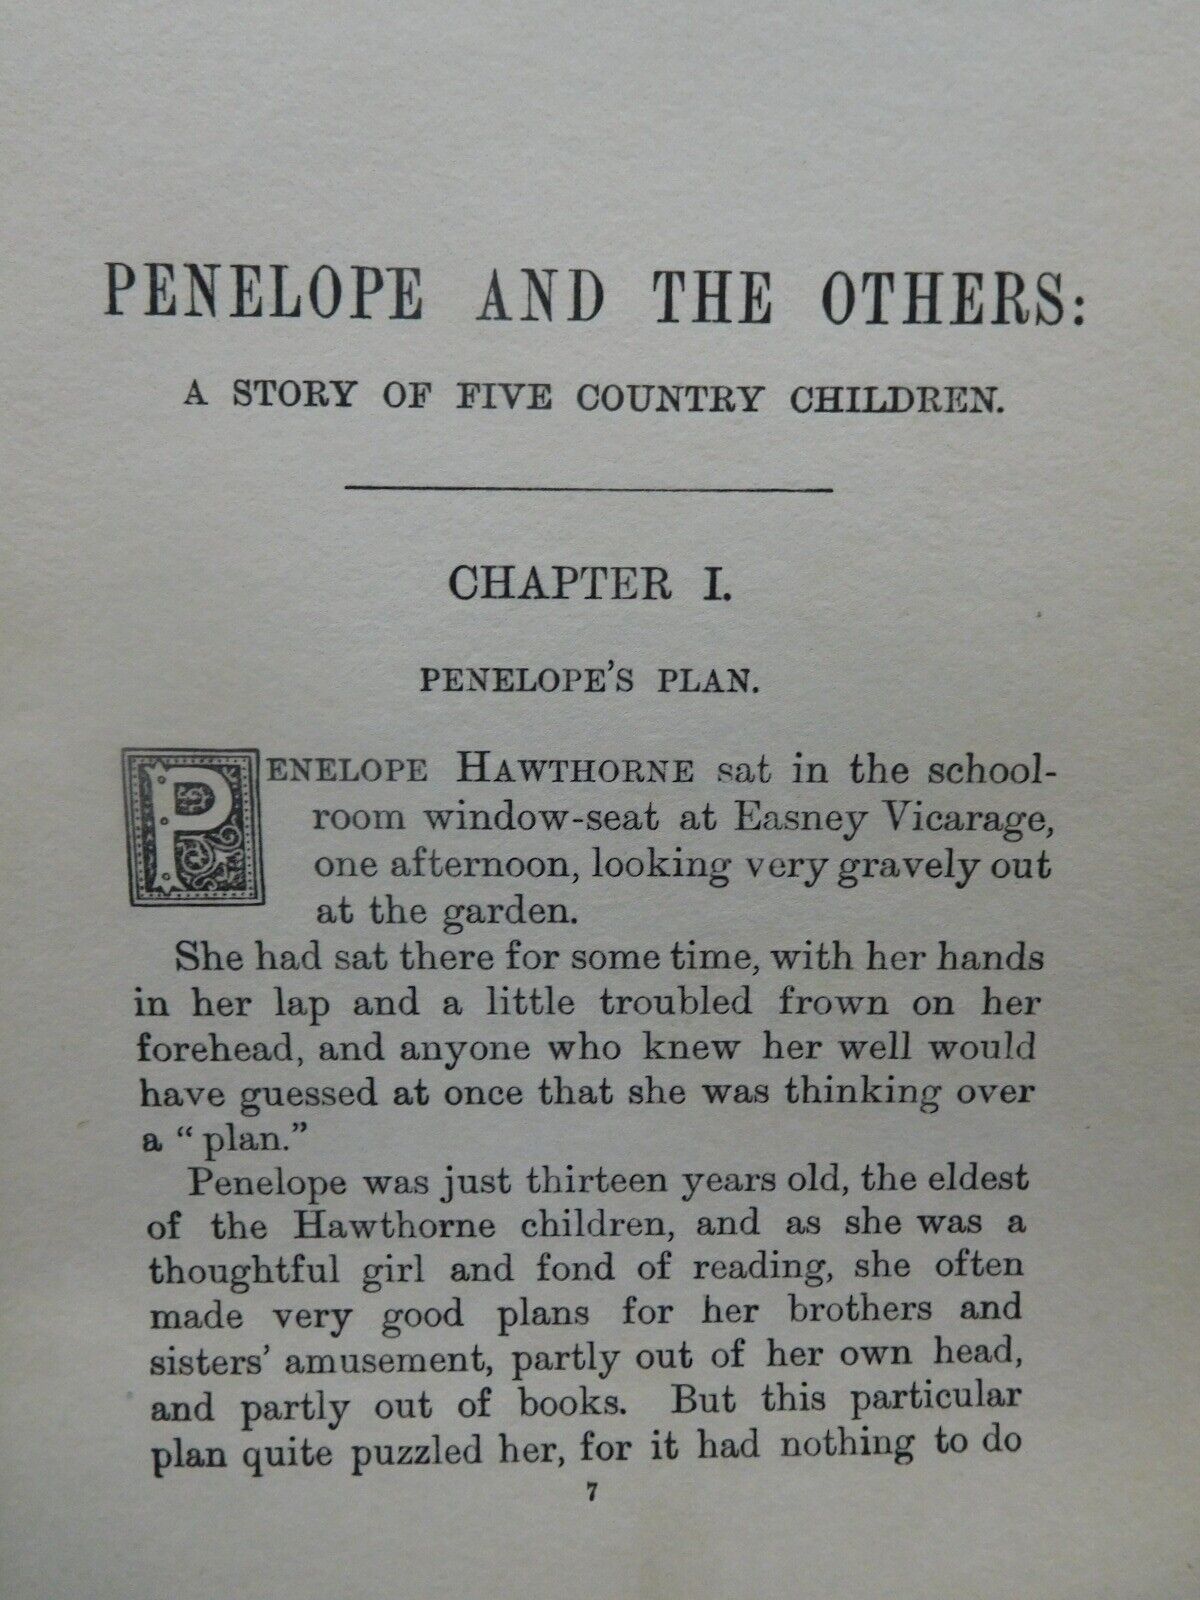 PENELOPE AND THE OTHERS:
A STORY OF FIVE COUNTRY CHILDREN.
CHAPTER I.
PENELOPE'S PLAN.
PENELOPE HAWTHORNE sat in the school-
room window-seat at Easney Vicarage,
one afternoon, looking very gravely out
at the garden.
She had sat there for some time, with her hands
in her lap and a little troubled frown on her
forehead, and anyone who knew her well would
have guessed at once that she was thinking over
a “ plan.”
Penelope was just thirteen years old, the eldest
of the Hawthorne children, and as she was a
thoughtful girl and fond of reading, she often
made very good plans for her brothers and
sisters’ amusement, partly out of her own head,
and partly out of books. But this particular
plan quite puzzled her, for it had nothing to do
7